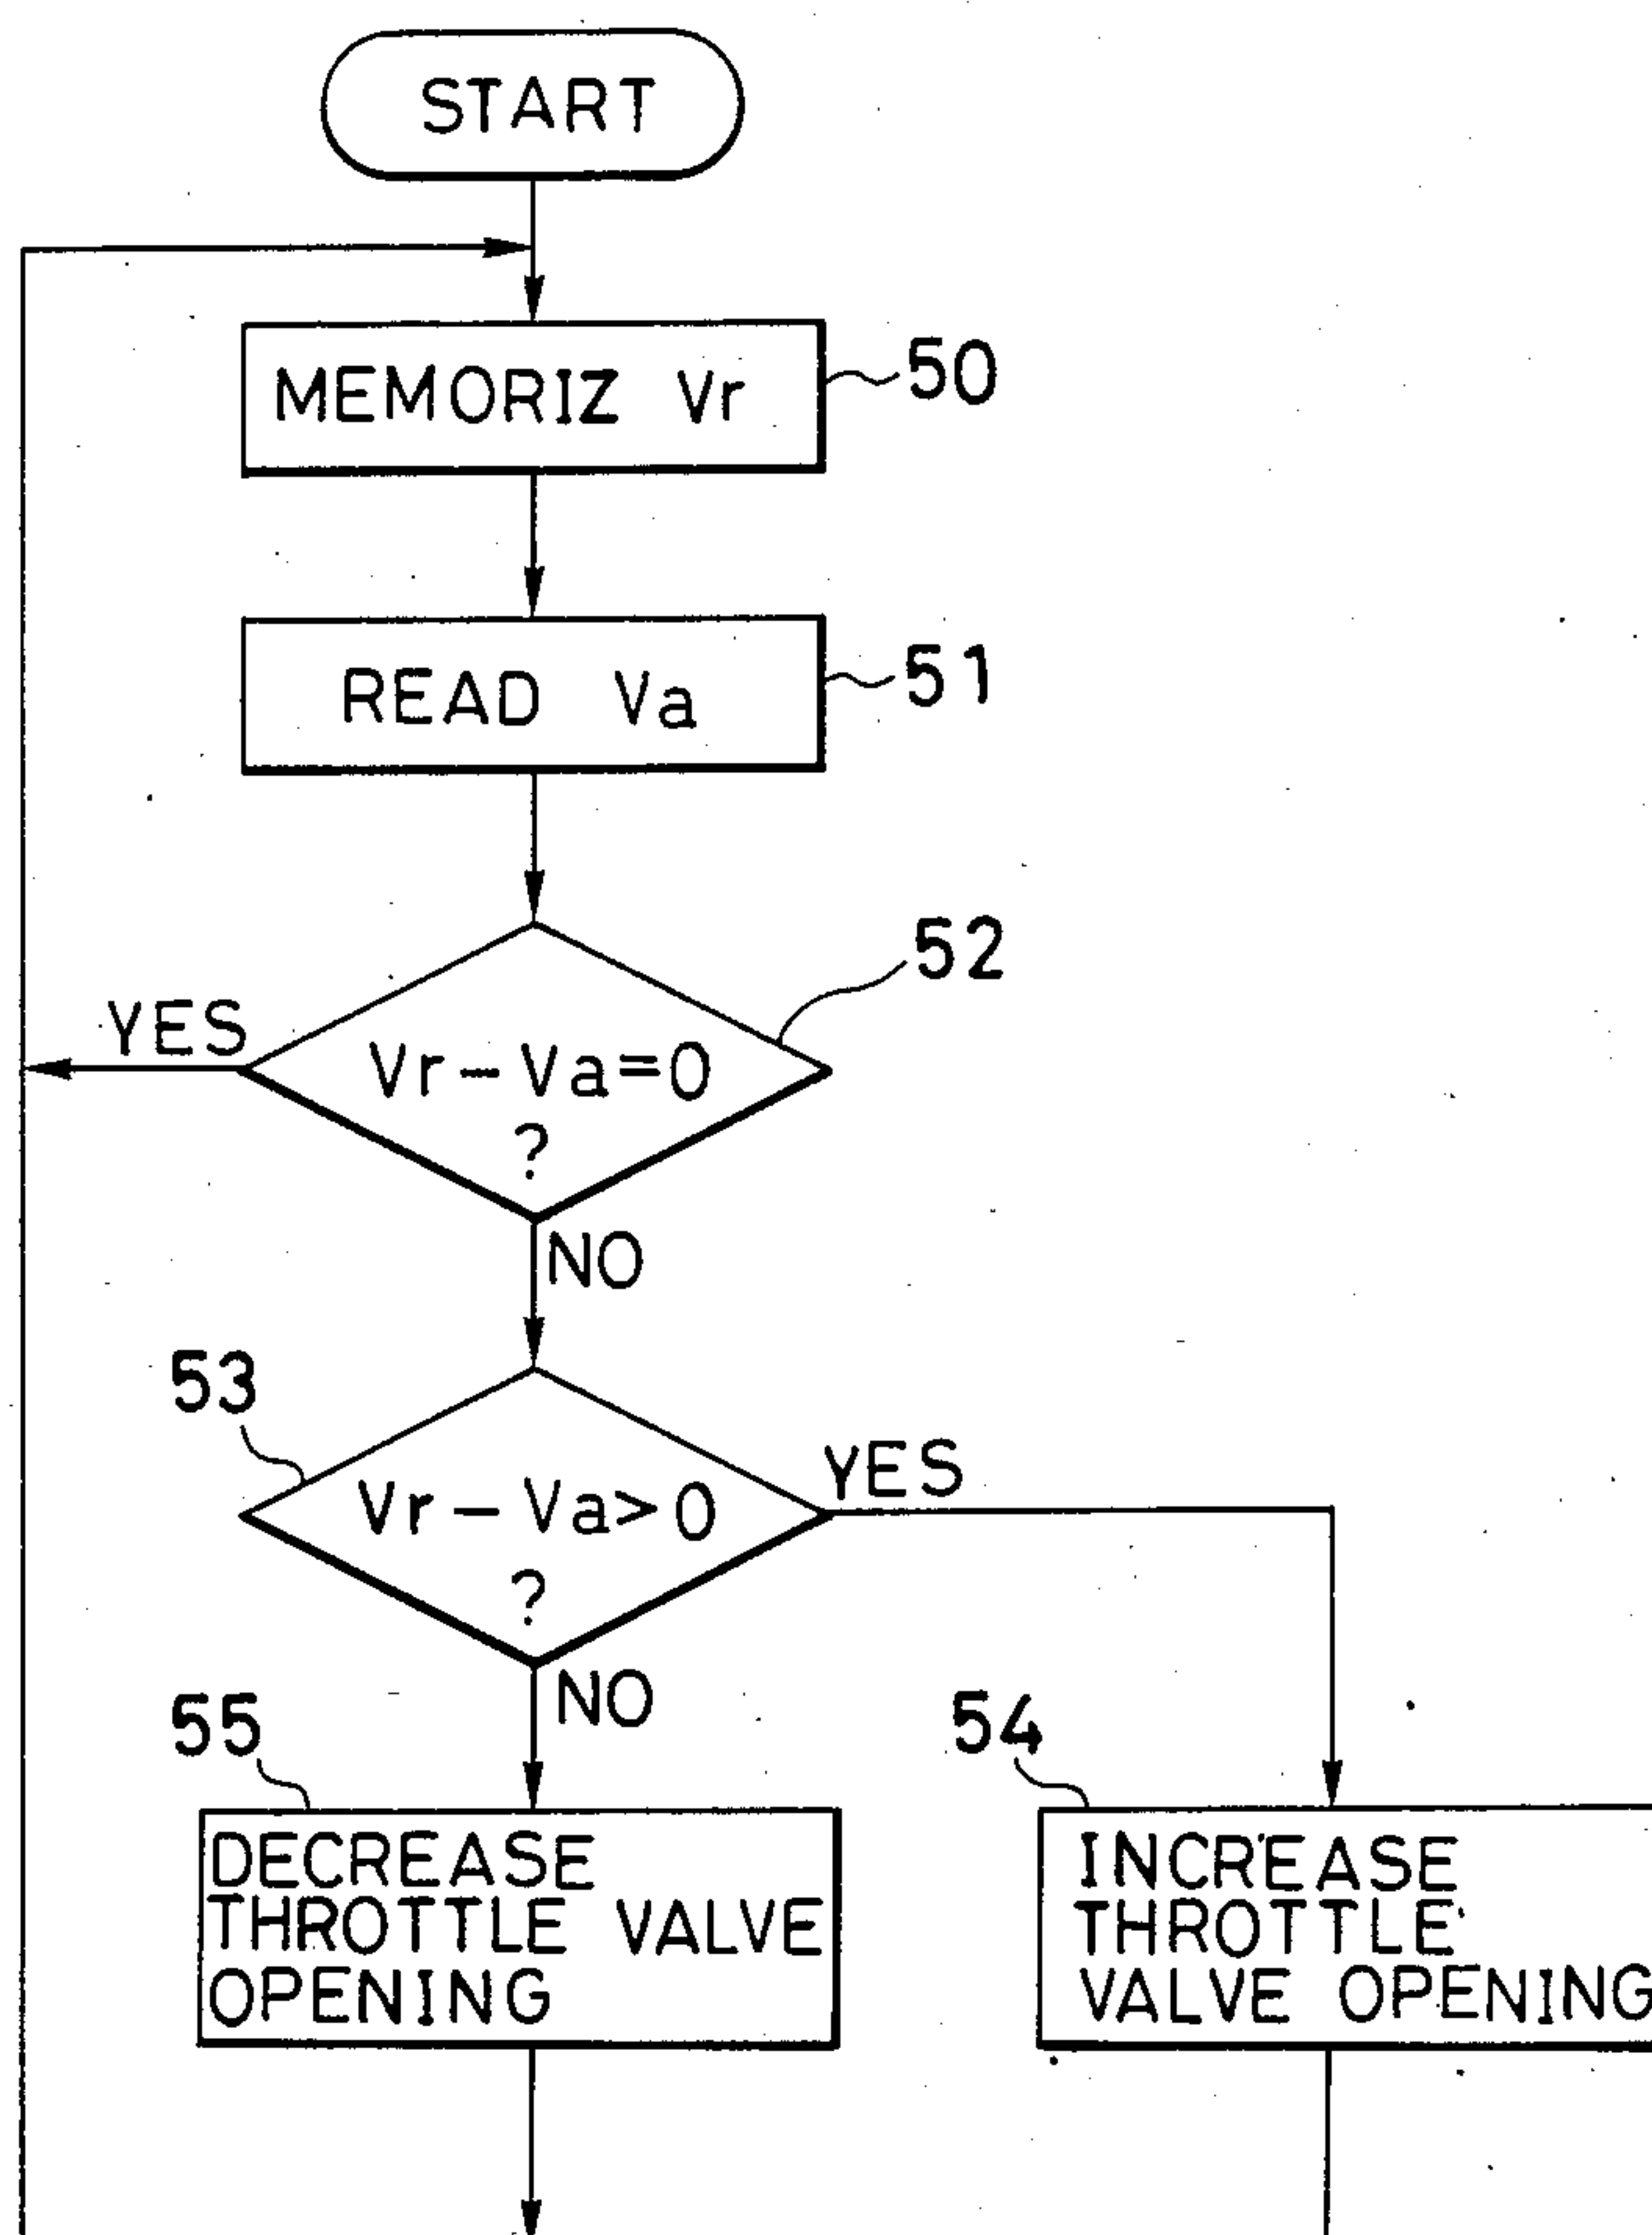 START
MEMORIZ Vr
50
READ Va
51
52
YES
Vr-Va=0
?
NO
53
YES
Vr-Va>0
?
NO
55
54
DECREASE
THROTTLE VALVE
OPENING
INCREASE
THROTTLE
VALVE OPENING